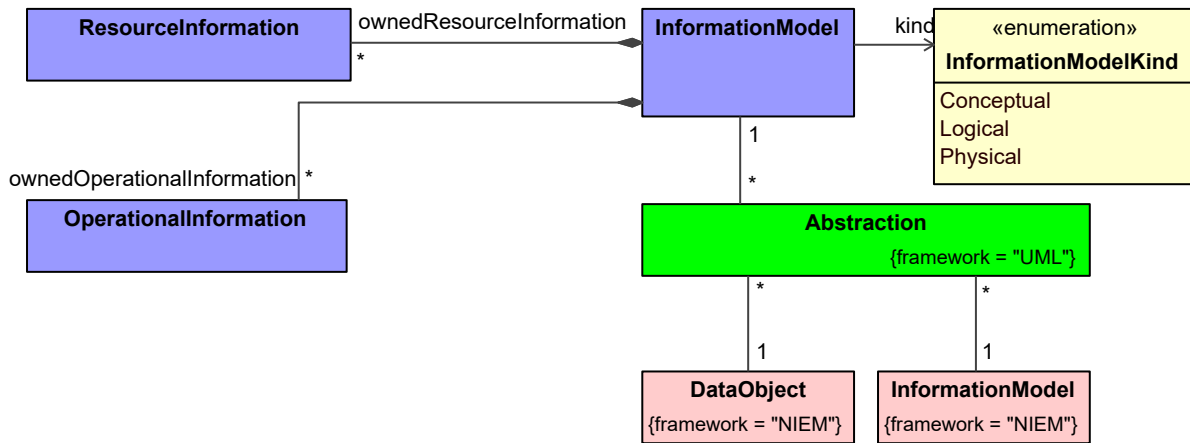 ResourceInformation
ownedResourceInformation
*
InformationModel
kind
«enumeration»
InformationModelKind
Conceptual
Logical
Physical
1
*
ownedOperationalInformation
*
OperationalInformation
Abstraction
{framework = "UML"}
*
*
1
1
DataObject
{framework = "NIEM"}
InformationModel
{framework = "NIEM"}